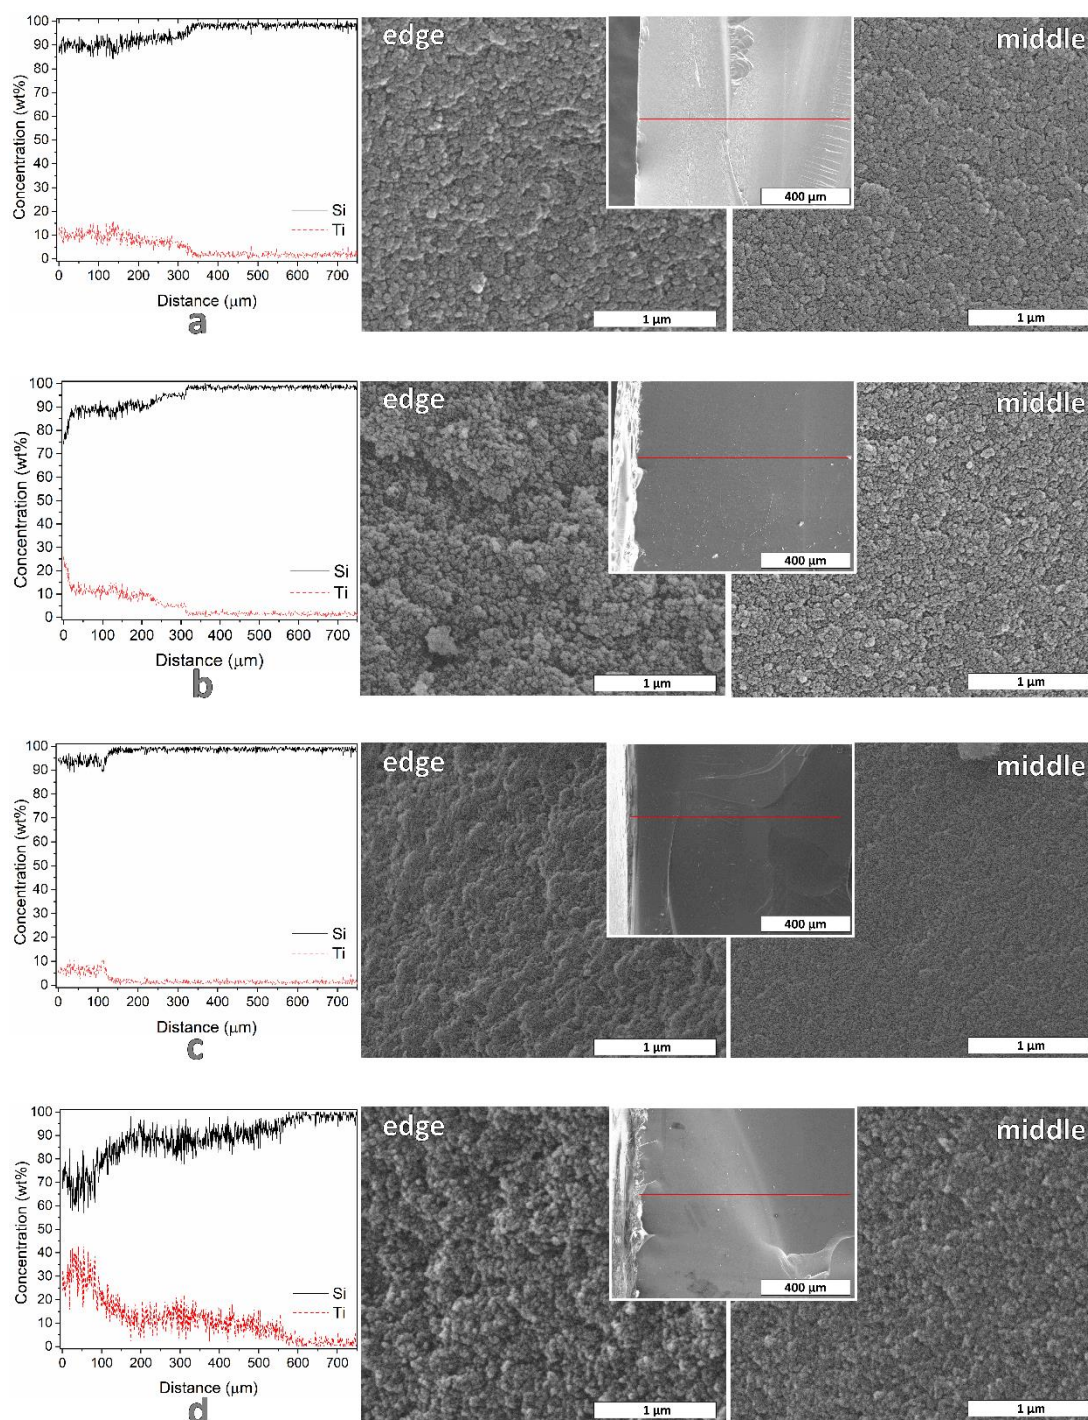 100
90
80
70
60
50
40
30
20
10
0
Concentration (wt%)
Si
Ti
0 100 200 300 400 500 600 700
Distance (μm)
a
edge
1 μm
400 μm
middle
1 μm
100
90
80
70
60
50
40
30
20
10
0
Concentration (wt%)
Si
Ti
0 100 200 300 400 500 600 700
Distance (μm)
b
edge
1 μm
400 μm
middle
1 μm
100
90
80
70
60
50
40
30
20
10
0
Concentration (wt%)
Si
Ti
0 100 200 300 400 500 600 700
Distance (μm)
c
edge
1 μm
400 μm
middle
1 μm
100
90
80
70
60
50
40
30
20
10
0
Concentration (wt%)
Si
Ti
0 100 200 300 400 500 600 700
Distance (μm)
d
edge
1 μm
400 μm
middle
1 μm